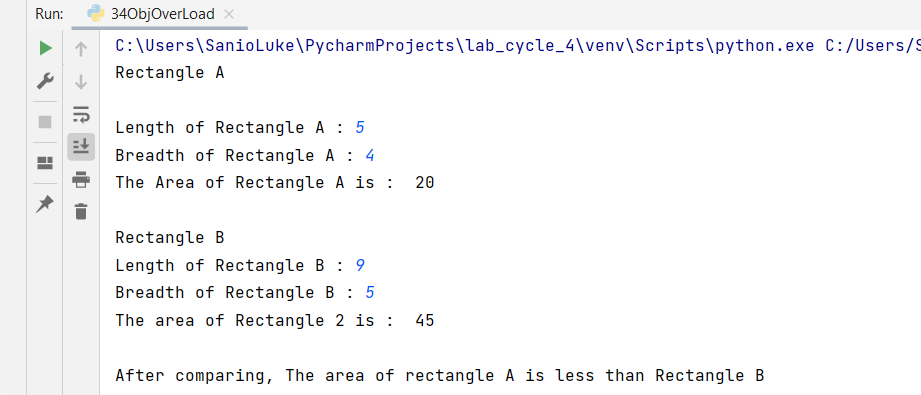 Run: 34ObjOverLoad
C:\Users\SanioLuke\PycharmProjects\lab_cycle_4\venv\Scripts\python.exe C:/Users/S
Rectangle A
Length of Rectangle A : 5
Breadth of Rectangle A : 4
The Area of Rectangle A is :  20
Rectangle B
Length of Rectangle B : 9
Breadth of Rectangle B : 5
The area of Rectangle 2 is :  45
After comparing, The area of rectangle A is less than Rectangle B